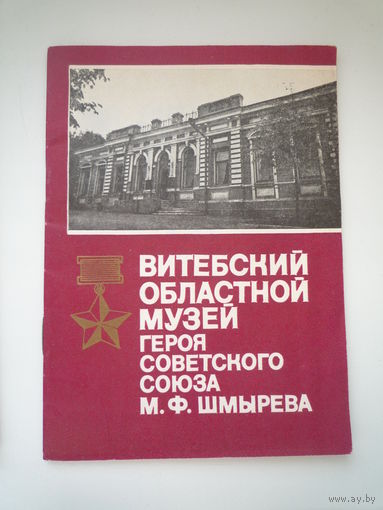 ВИТЕБСКИЙ
ОБЛАСТНОЙ
МУЗЕЙ
ГЕРОЯ
СОВЕТСКОГО
СОЮЗА
М. Ф. ШМЫРЕВА
www.ay.by